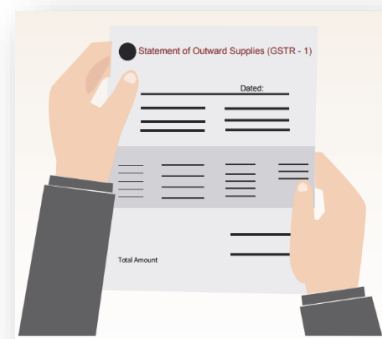 Statement of Outward Supplies (GSTR - 1)
Dated:
Total Amount